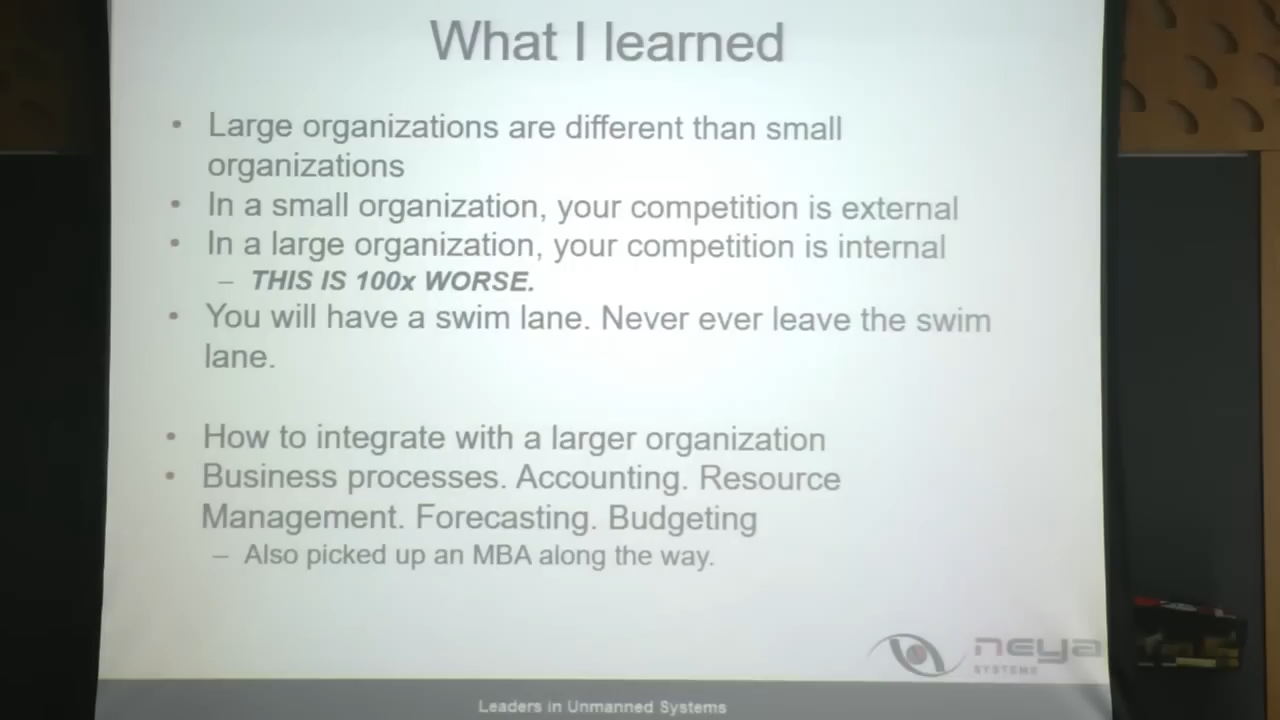 What I learned
• Large organizations are different than small
organizations
• In a small organization, your competition is external
• In a large organization, your competition is internal
– THIS IS 100x WORSE.
• You will have a swim lane. Never ever leave the swim
lane.
• How to integrate with a larger organization
• Business processes. Accounting. Resource
Management. Forecasting. Budgeting
– Also picked up an MBA along the way.
neya
SYSTEMS
Leaders in Unmanned Systems